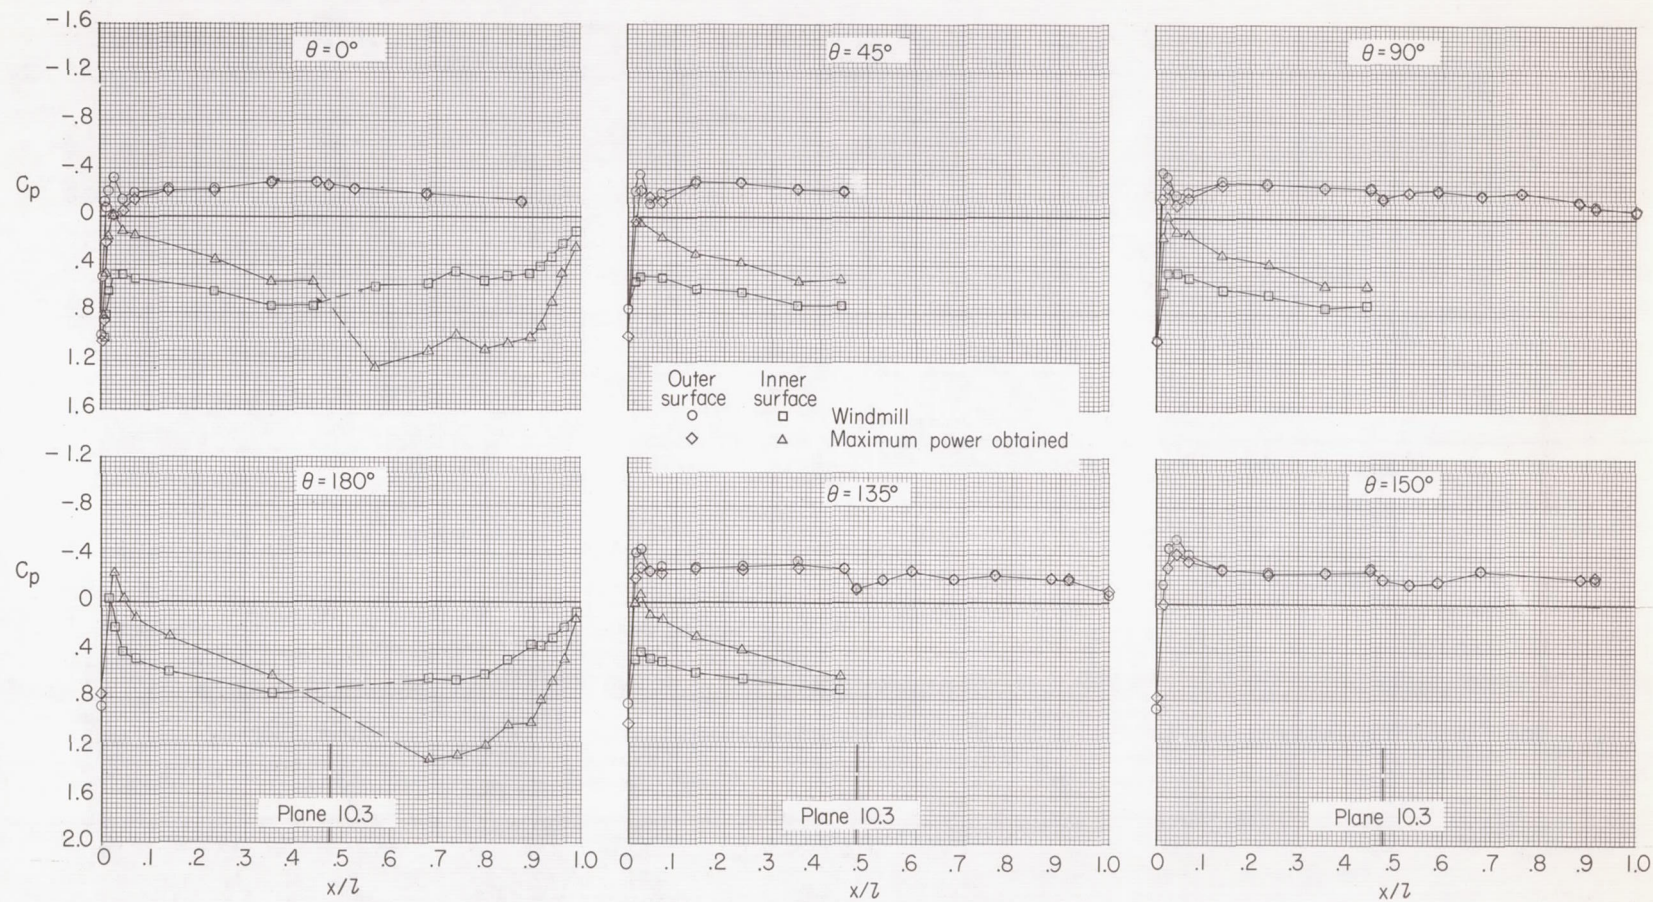 −1.6
−1.2
−.8
−.4
0
.4
.8
1.2
1.6
Cp
θ = 0°
θ = 45°
θ = 90°
Outer surface
Inner surface
Windmill
Maximum power obtained
−1.2
−.8
−.4
0
.4
.8
1.2
1.6
2.0
Cp
θ = 180°
θ = 135°
θ = 150°
Plane 10.3
Plane 10.3
Plane 10.3
0 .1 .2 .3 .4 .5 .6 .7 .8 .9 1.0
0 .1 .2 .3 .4 .5 .6 .7 .8 .9 1.0
0 .1 .2 .3 .4 .5 .6 .7 .8 .9 1.0
x/l
x/l
x/l